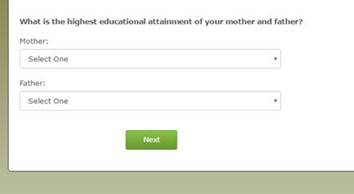 What is the highest educational attainment of your mother and father?
Mother:
Select One
Father:
Select One
Next